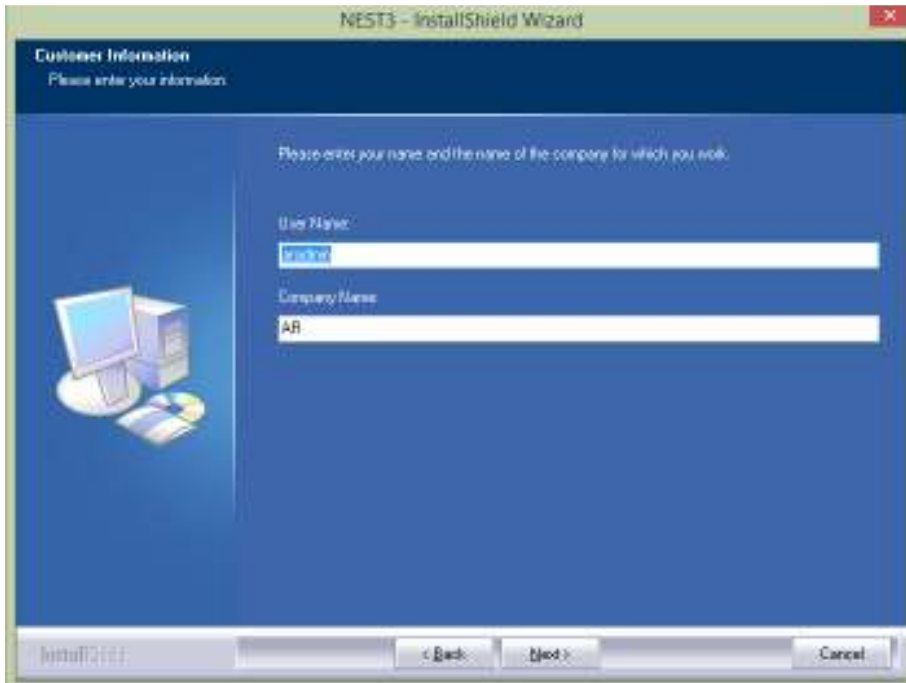 NEST3 - InstallShield Wizard
Customer Information
Please enter your information.
Please enter your name and the name of the company for which you work.
User Name:
Company Name:
AB
InstallShield
< Back
Next >
Cancel